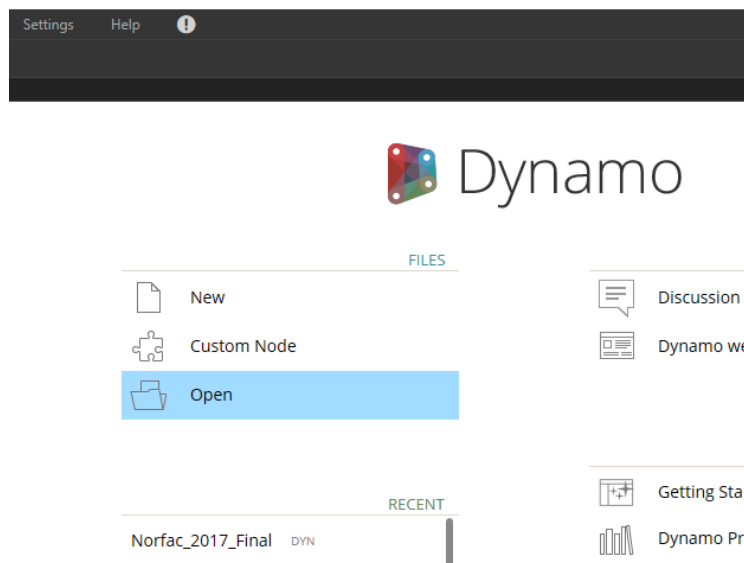 Settings Help
Dynamo
FILES
New
Custom Node
Open
RECENT
Norfac_2017_Final DYN
Discussion
Dynamo we
Getting Sta
Dynamo Pr